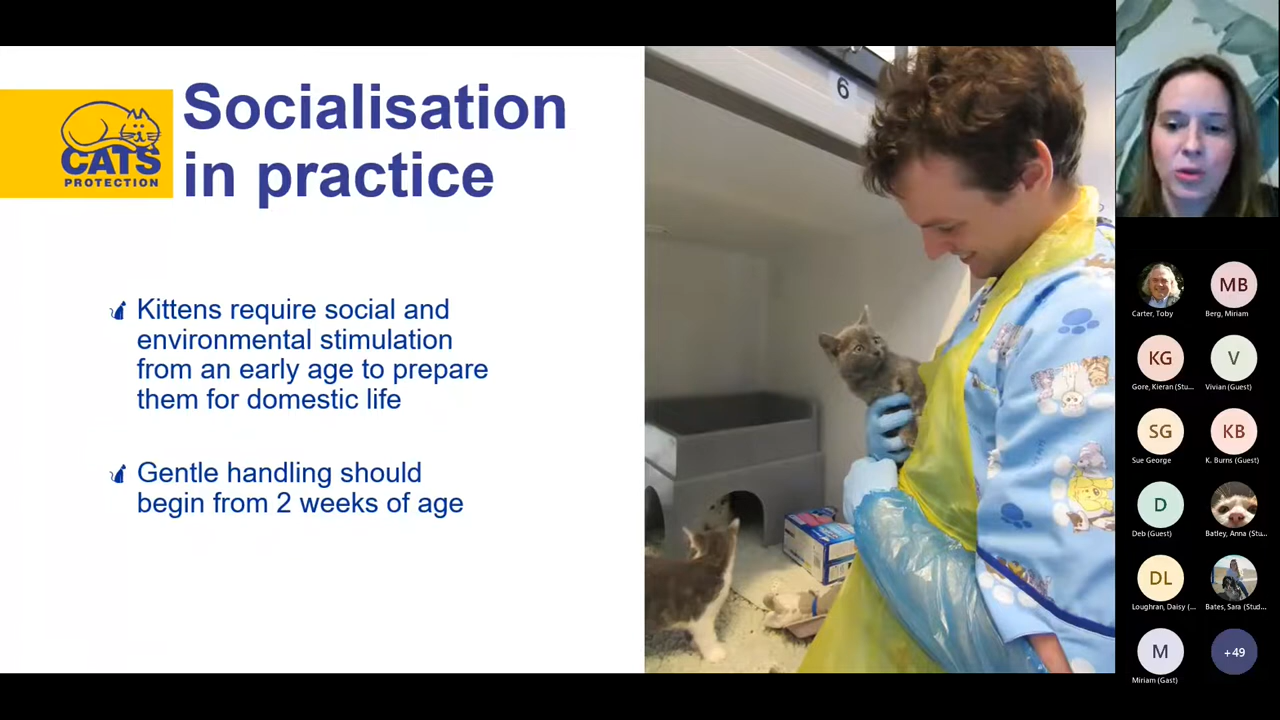 Socialisation
in practice
CATS
PROTECTION
Kittens require social and
environmental stimulation
from an early age to prepare
them for domestic life
Gentle handling should
begin from 2 weeks of age
6
Carter, Toby
MB
Berg, Miriam
KG
Gore, Kieran (Stu...
V
Vivian (Guest)
SG
Sue George
KB
K. Burns (Guest)
D
Deb (Guest)
Batley, Anna (Stu...
DL
Loughran, Daisy (...
Bates, Sara (Stud...
M
Miriam (Gast)
+49